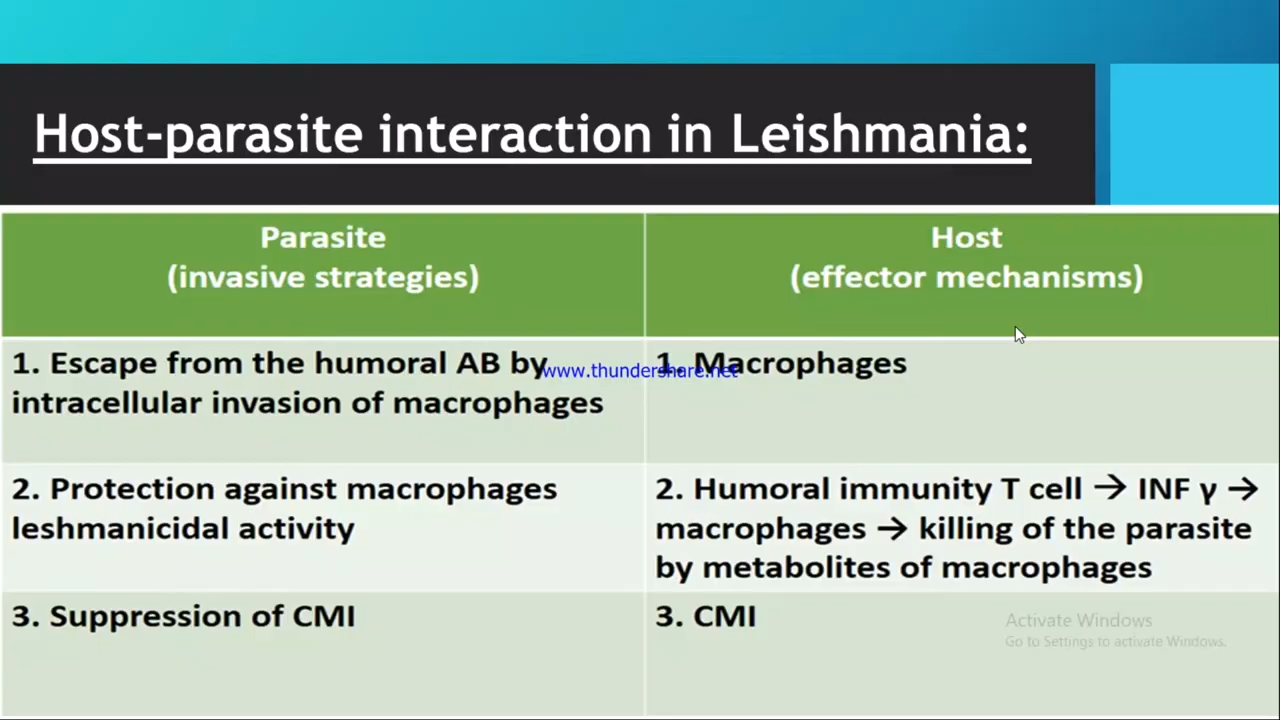 Host-parasite interaction in Leishmania:
Parasite
(invasive strategies)
Host
(effector mechanisms)
1. Escape from the humoral AB by
intracellular invasion of macrophages
1. Macrophages
www.thundershare.net
2. Protection against macrophages
leshmanicidal activity
2. Humoral immunity T cell → INF γ →
macrophages → killing of the parasite
by metabolites of macrophages
3. Suppression of CMI
3. CMI
Activate Windows
Go to Settings to activate Windows.